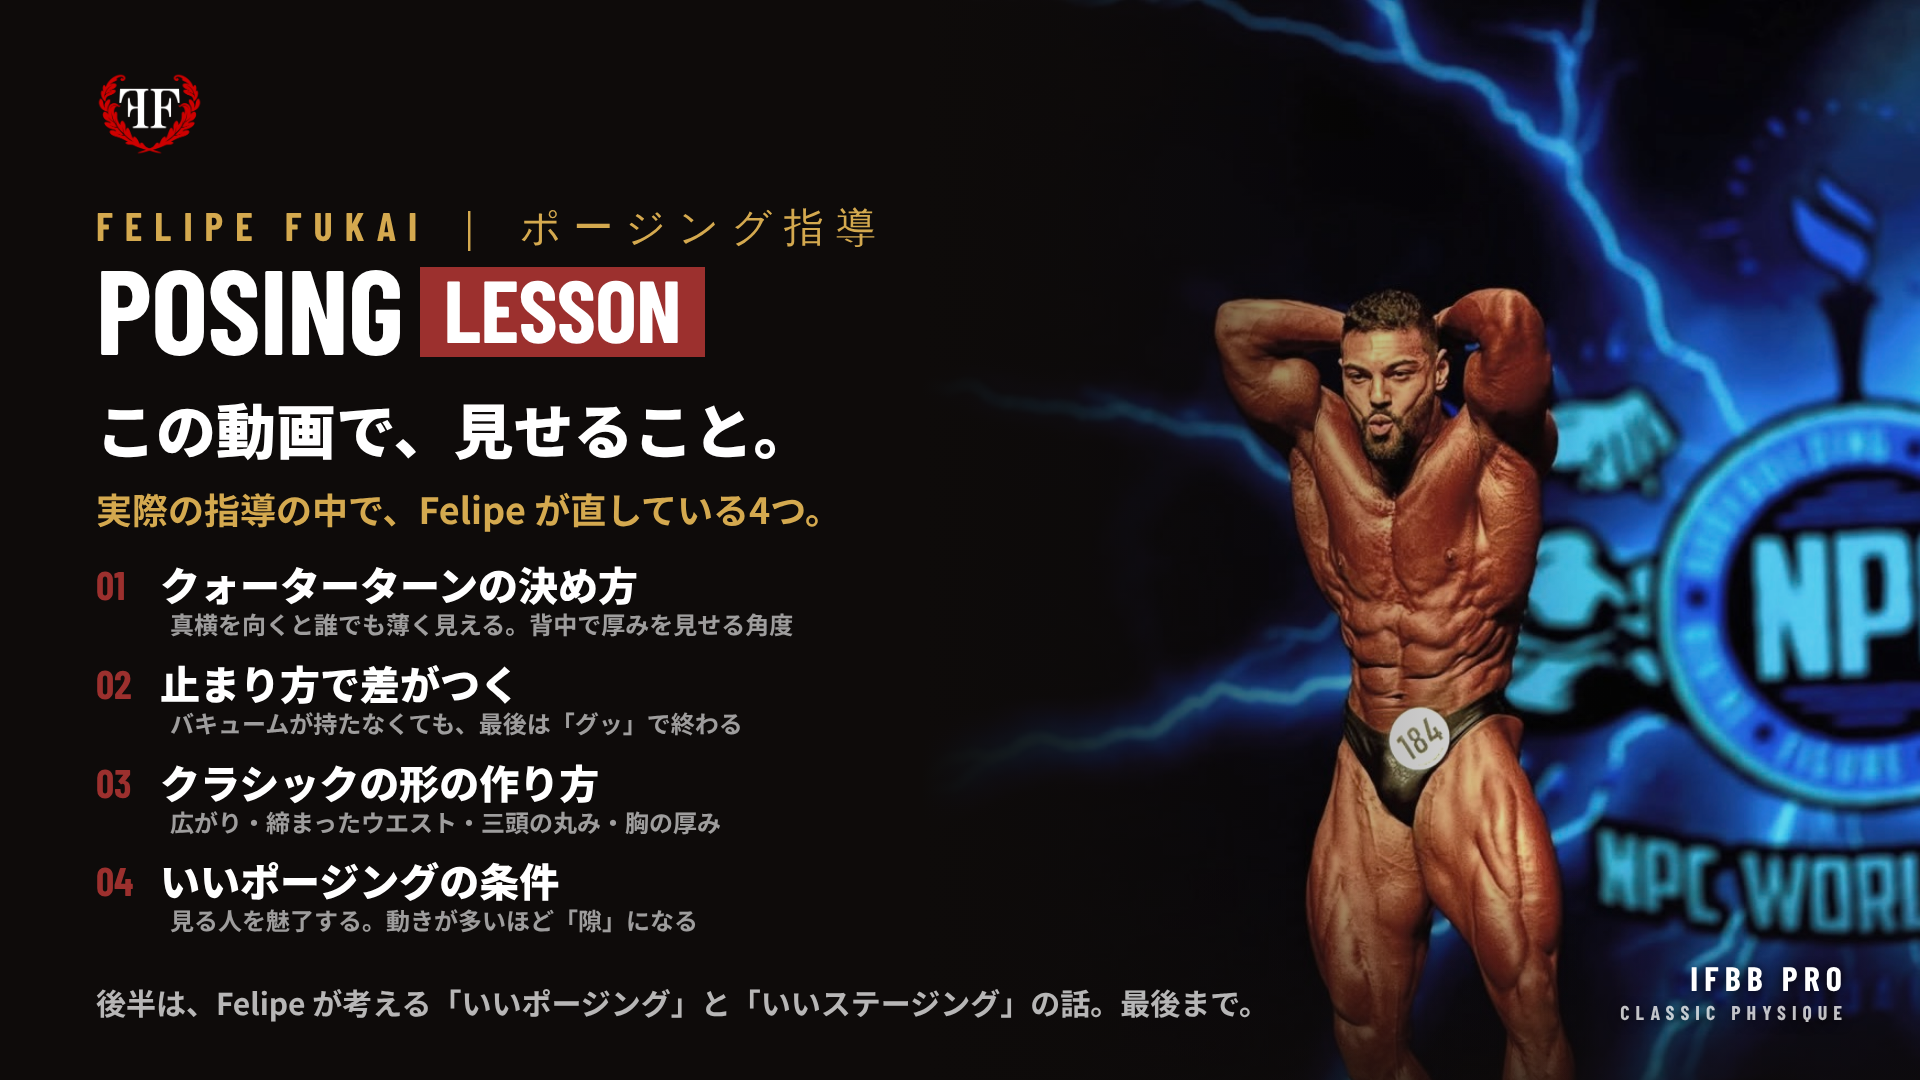 FF
FELIPE FUKAI | ポージング指導
POSING LESSON
この動画で、見せること。
実際の指導の中で、Felipe が直している4つ。
01 クォーターターンの決め方
真横を向くと誰でも薄く見える。背中で厚みを見せる角度
02 止まり方で差がつく
バキュームが持たなくても、最後は「グッ」で終わる
03 クラシックの形の作り方
広がり・締まったウエスト・三頭の丸み・胸の厚み
04 いいポージングの条件
見る人を魅了する。動きが多いほど「隙」になる
後半は、Felipe が考える「いいポージング」と「いいステージング」の話。最後まで。
184
NP
NPC WORL
IFBB PRO
CLASSIC PHYSIQUE